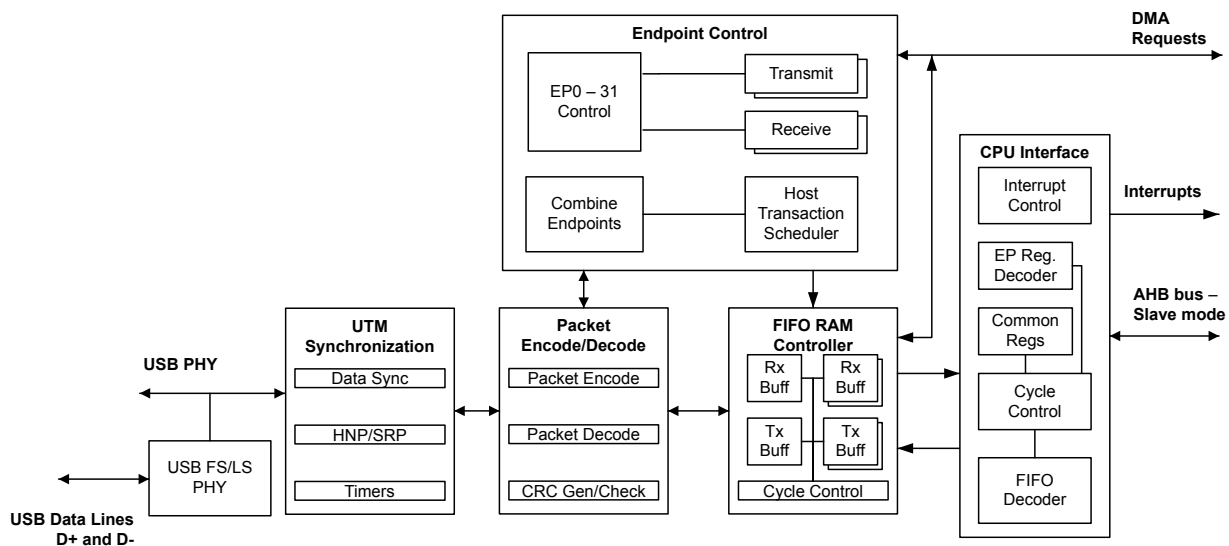 DMA
Requests
Endpoint Control
EP0 – 31
Control
Transmit
Receive
Combine
Endpoints
Host
Transaction
Scheduler
CPU Interface
Interrupt
Control
Interrupts
EP Reg.
Decoder
AHB bus –
Slave mode
Common
Regs
Cycle
Control
FIFO
Decoder
UTM
Synchronization
Data Sync
HNP/SRP
Timers
Packet
Encode/Decode
Packet Encode
Packet Decode
CRC Gen/Check
FIFO RAM
Controller
Rx
Buff
Rx
Buff
Tx
Buff
Tx
Buff
Cycle Control
USB PHY
USB FS/LS
PHY
USB Data Lines
D+ and D-